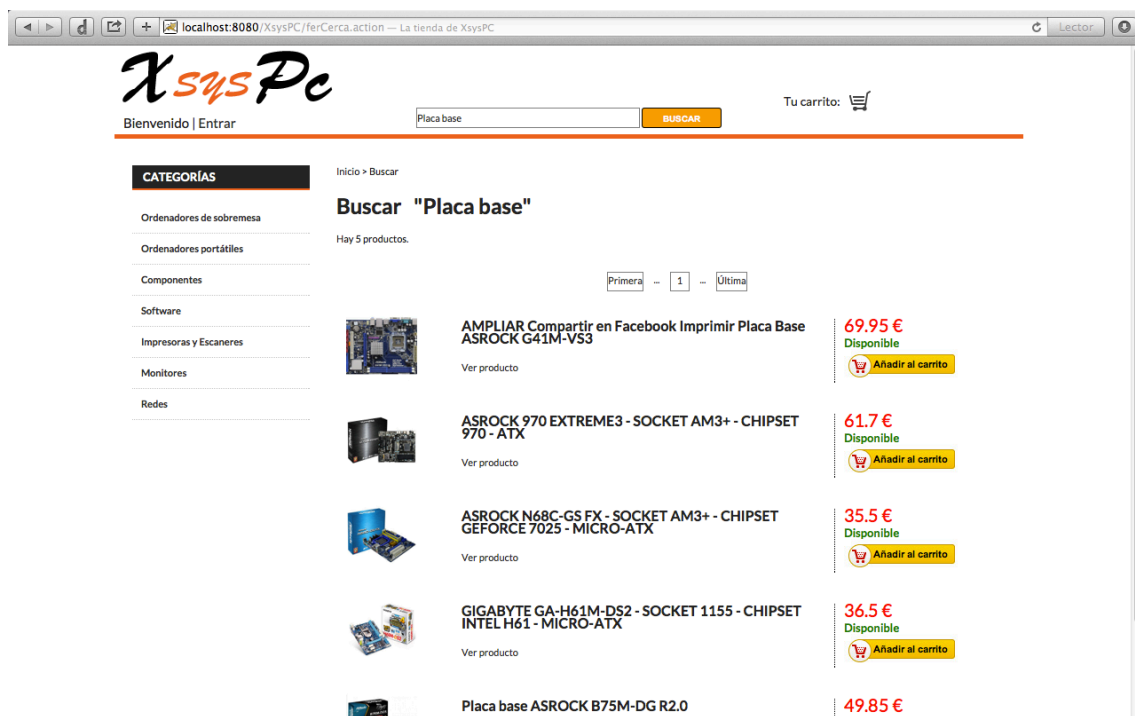 localhost:8080/XsysPC/ferCerca.action — La tienda de XsysPC
Lector
XsysPc
Bienvenido | Entrar
Placa base
BUSCAR
Tu carrito:
CATEGORÍAS
Ordenadores de sobremesa
Ordenadores portátiles
Componentes
Software
Impresoras y Escaneres
Monitores
Redes
Inicio > Buscar
Buscar "Placa base"
Hay 5 productos.
Primera ... 1 ... Última
AMPLIAR Compartir en Facebook Imprimir Placa Base
ASROCK G41M-VS3
Ver producto
69.95 €
Disponible
Añadir al carrito
ASROCK 970 EXTREME3 - SOCKET AM3+ - CHIPSET
970 - ATX
Ver producto
61.7 €
Disponible
Añadir al carrito
ASROCK N68C-GS FX - SOCKET AM3+ - CHIPSET
GEFORCE 7025 - MICRO-ATX
Ver producto
35.5 €
Disponible
Añadir al carrito
GIGABYTE GA-H61M-DS2 - SOCKET 1155 - CHIPSET
INTEL H61 - MICRO-ATX
Ver producto
36.5 €
Disponible
Añadir al carrito
Placa base ASROCK B75M-DG R2.0
49.85 €